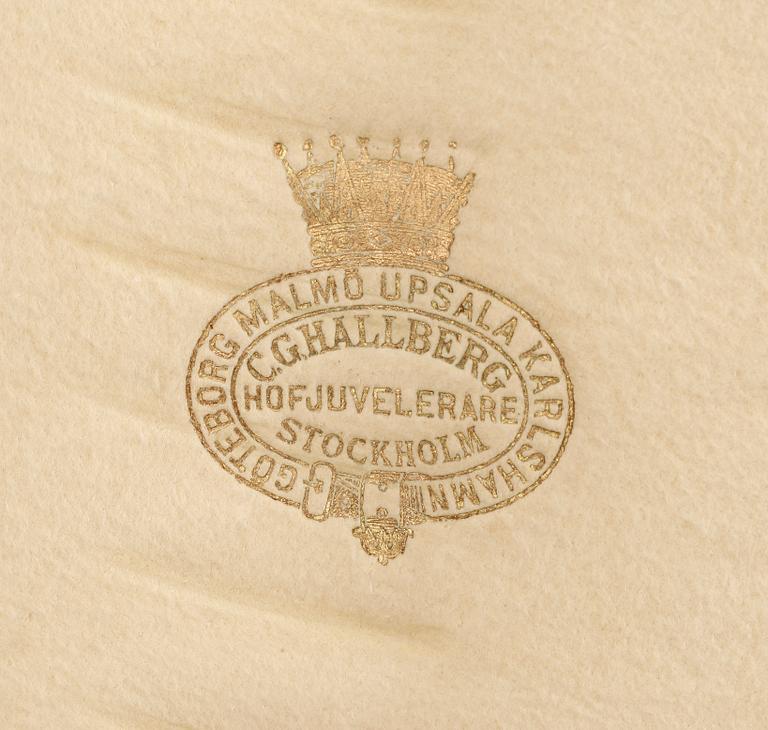 GÖTEBORG MALMÖ UPSALA KARLSHAMN
C.G HALLBERG
HOFJUVELERARE
STOCKHOLM